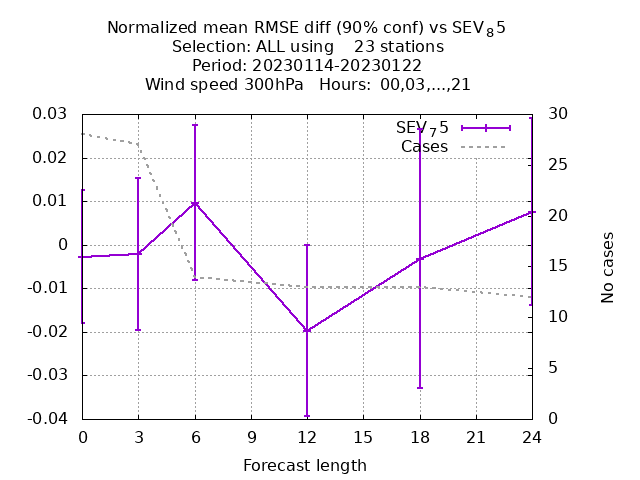 Normalized mean RMSE diff (90% conf) vs SEV₈5
Selection: ALL using 23 stations
Period: 20230114-20230122
Wind speed 300hPa Hours: 00,03,...,21
SEV₇5
Cases
0.03
0.02
0.01
0
-0.01
-0.02
-0.03
-0.04
30
25
20
15
10
5
0
No cases
0 3 6 9 12 15 18 21 24
Forecast length